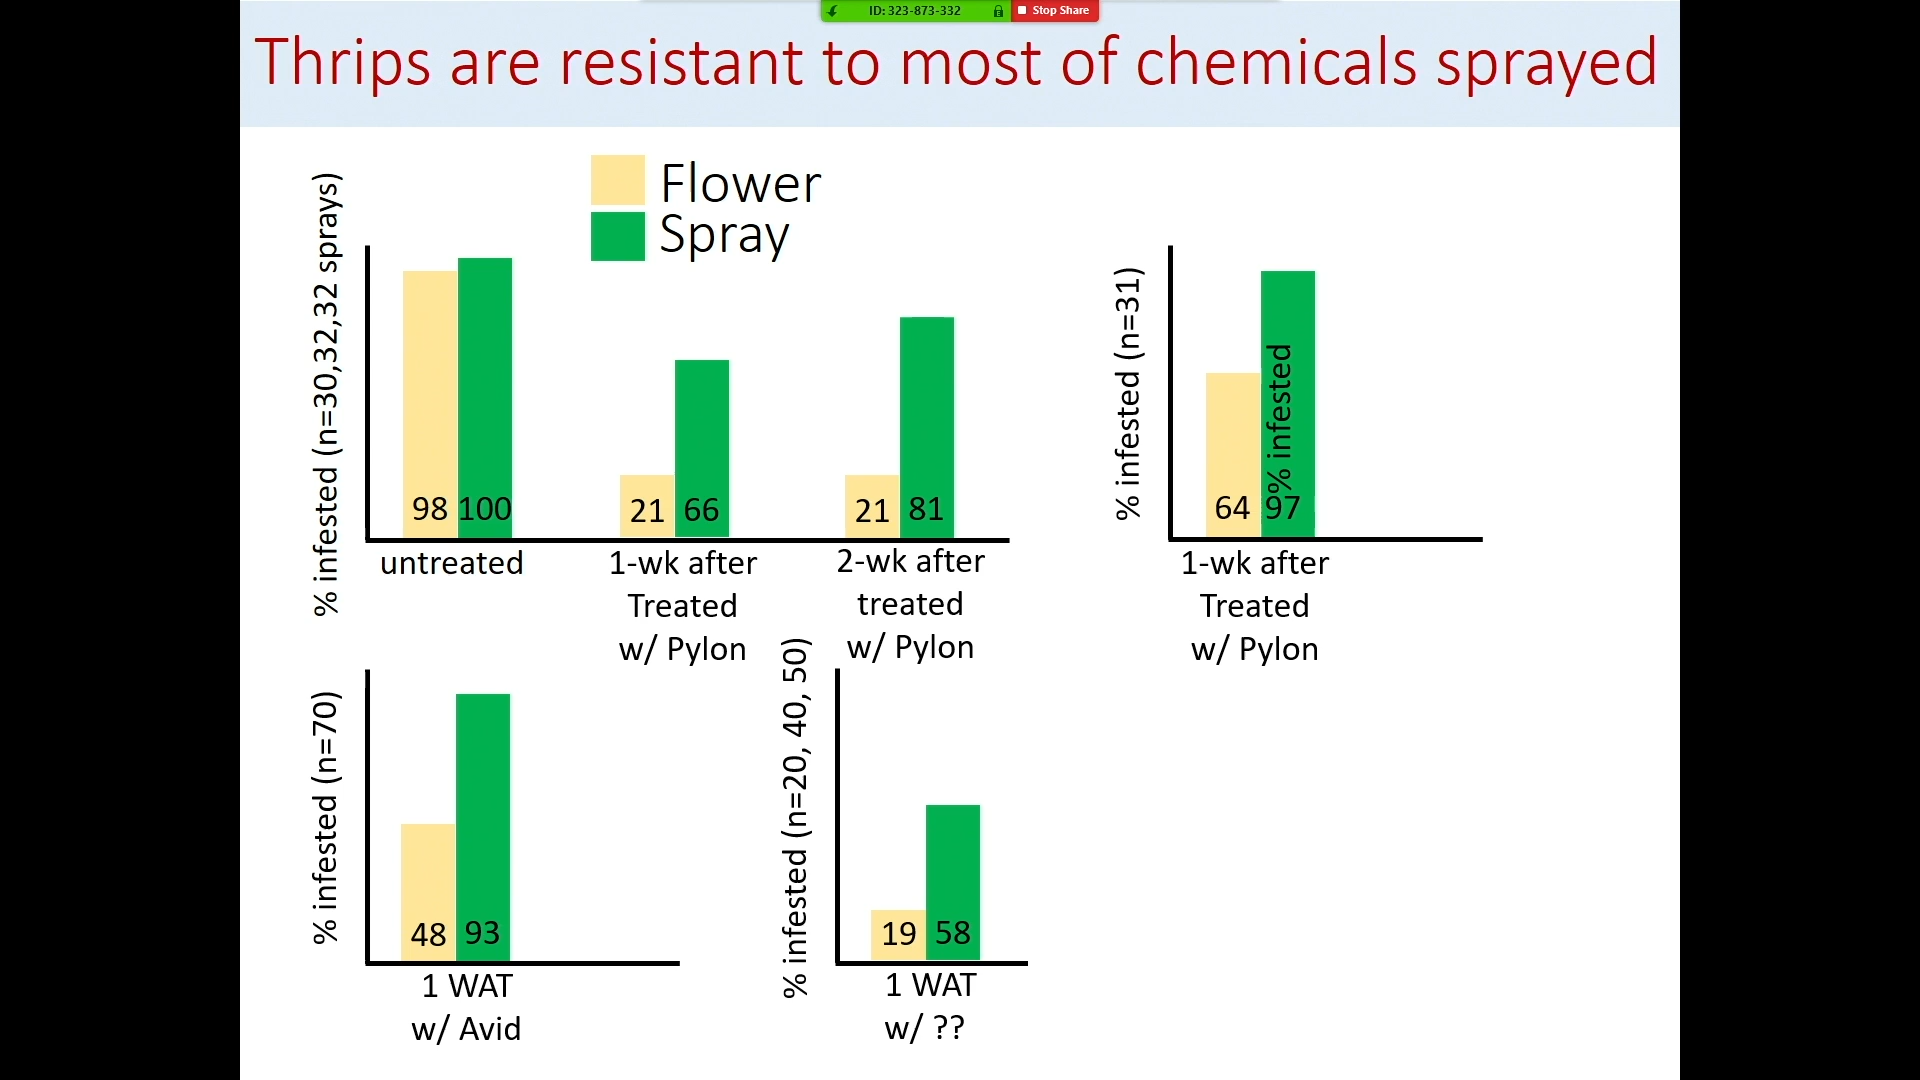 ID: 323-873-332
Stop Share
Thrips are resistant to most of chemicals sprayed
Flower
Spray
% infested (n=30,32,32 sprays)
98 100
21 66
21 81
untreated
1-wk after
Treated
w/ Pylon
2-wk after
treated
w/ Pylon
% infested (n=31)
% infested
64 97
1-wk after
Treated
w/ Pylon
% infested (n=70)
48 93
1 WAT
w/ Avid
% infested (n=20, 40, 50)
19 58
1 WAT
w/ ??